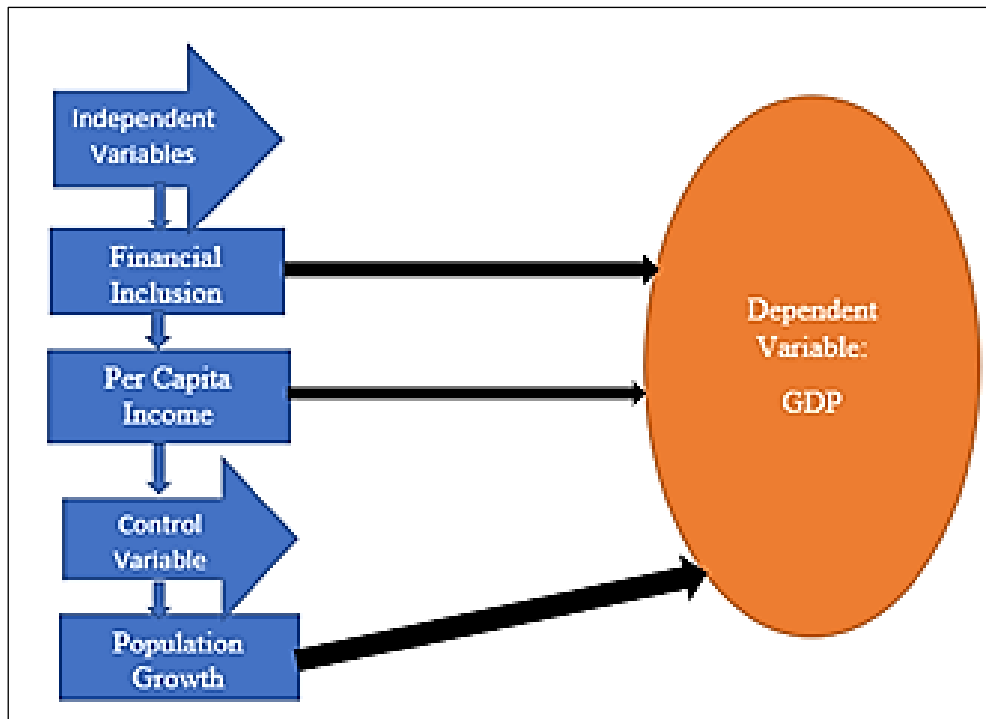 Independent
Variables
Financial
Inclusion
Per Capita
Income
Control
Variable
Population
Growth
Dependent
Variable:
GDP